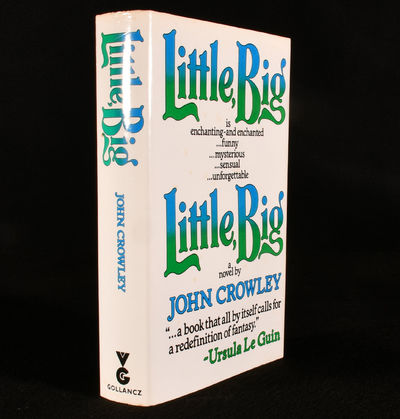 Little, Big
JOHN CROWLEY
VG
GOLLANCZ
Little, Big
is
enchanting-and enchanted
...funny
...mysterious
...sensual
...unforgettable
Little, Big
a
novel by
JOHN CROWLEY
"...a book that all by itself calls for
a redefinition of fantasy."
-Ursula Le Guin